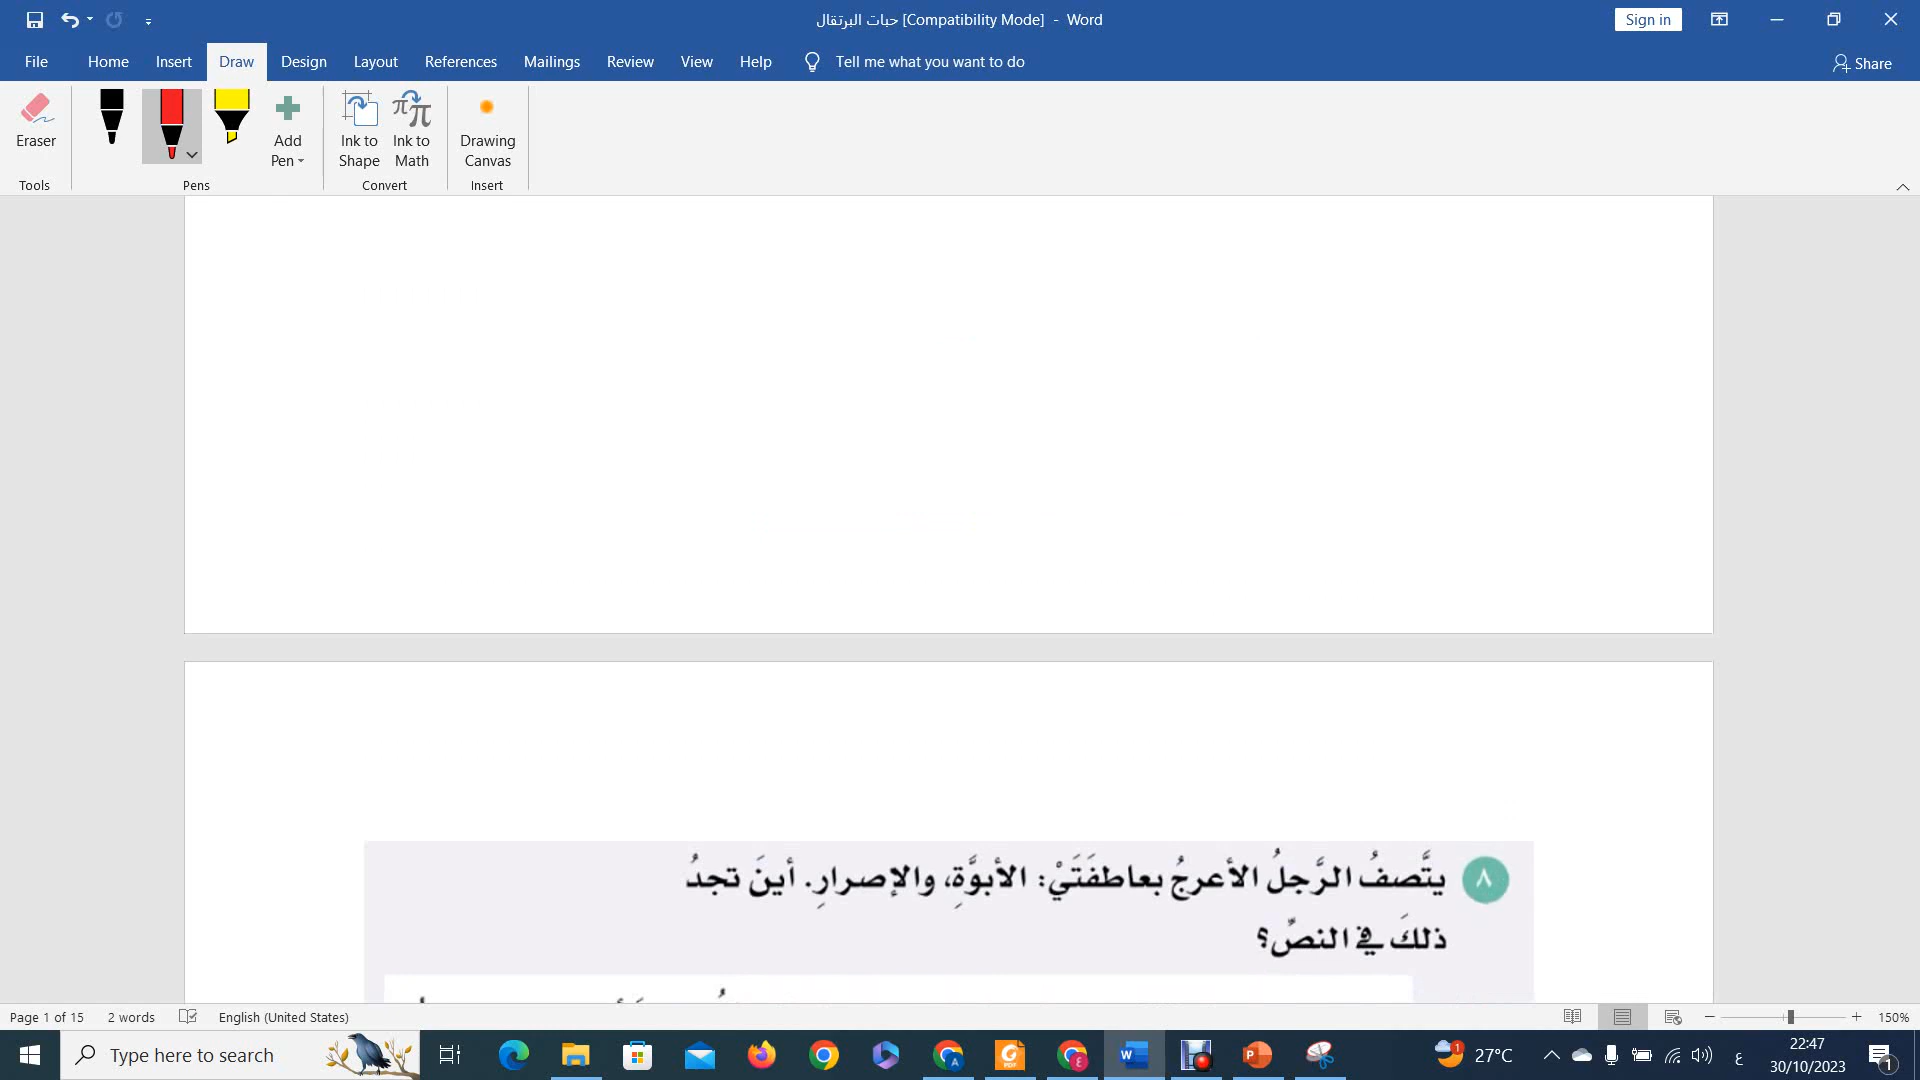 حبات البرتقال [Compatibility Mode] - Word
Sign in
File Home Insert Draw Design Layout References Mailings Review View Help Tell me what you want to do
Share
Eraser
Add Pen
Ink to Shape
Ink to Math
Drawing Canvas
Tools
Pens
Convert
Insert
٨ يتَّصفُ الرَّجلُ الأعرجُ بعاطفَتَيْ: الأبوَّةِ، والإصرارِ. أينَ تجدُ
ذلكَ في النصِّ؟
Page 1 of 15 2 words English (United States) 150%
Type here to search
27°C
ع
22:47
30/10/2023
1